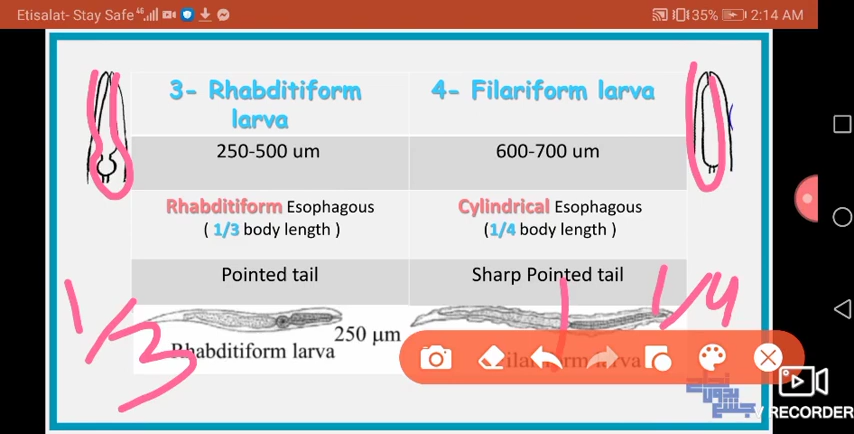 Etisalat- Stay Safe 4G
35% 2:14 AM
3- Rhabditiform
larva
4- Filariform larva
250-500 um
600-700 um
Rhabditiform Esophagous
( 1/3 body length )
Cylindrical Esophagous
(1/4 body length )
Pointed tail
Sharp Pointed tail
1/3
1/4
250 µm
Rhabditiform larva
V RECORDER